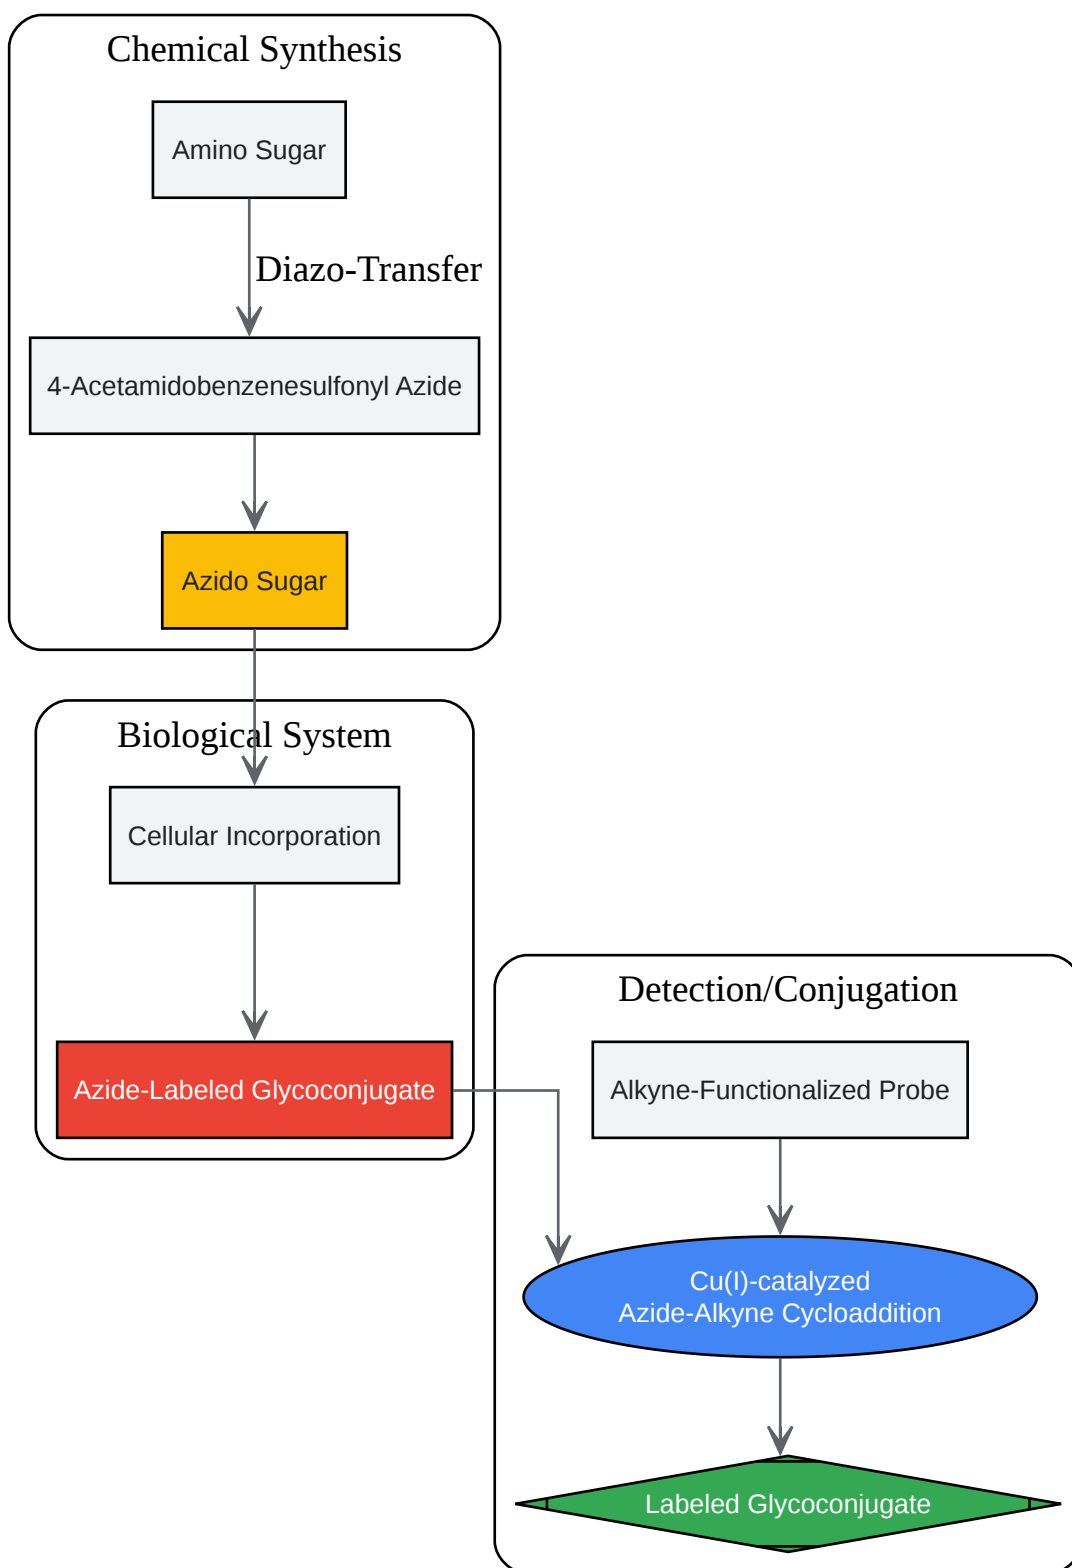 Chemical Synthesis
Amino Sugar
Diazo-Transfer
4-Acetamidobenzenesulfonyl Azide
Azido Sugar
Biological System
Cellular Incorporation
Azide-Labeled Glycoconjugate
Detection/Conjugation
Alkyne-Functionalized Probe
Cu(I)-catalyzed
Azide-Alkyne Cycloaddition
Labeled Glycoconjugate